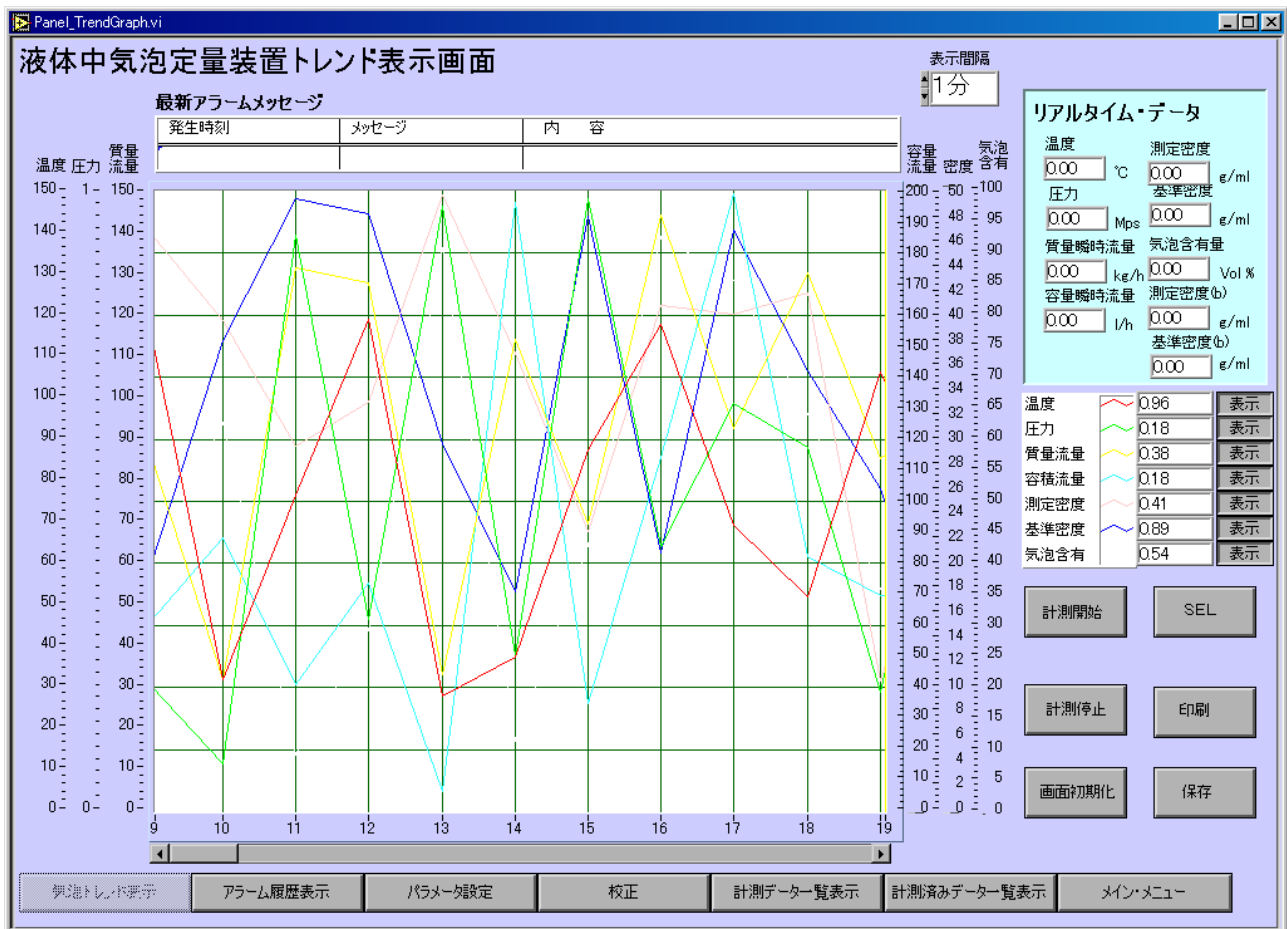 Panel_TrendGraph.vi
液体中気泡定量装置トレンド表示画面
表示間隔
1分
最新アラームメッセージ
発生時刻 メッセージ 内 容
温度 圧力 質量流量
容量流量 密度 気泡含有
150 1 150
140 140
130 130
120 120
110 110
100 100
90 90
80 80
70 70
60 60
50 50
40 40
30 30
20 20
10 10
0 0 0
200 50 100
190 48 95
180 46 90
170 44 85
160 42 80
150 40 75
140 38 70
130 36 65
120 34 60
110 32 55
100 30 50
90 28 45
80 26 40
70 24 35
60 22 30
50 20 25
40 18 20
30 16 15
20 14 10
10 12 5
0 10 0
8
6
4
2
0
9 10 11 12 13 14 15 16 17 18 19
リアルタイム・データ
温度 測定密度
0.00 ℃ 0.00 g/ml
圧力 基準密度
0.00 Mps 0.00 g/ml
質量瞬時流量 気泡含有量
0.00 kg/h 0.00 Vol %
容量瞬時流量 測定密度(b)
0.00 l/h 0.00 g/ml
基準密度(b)
0.00 g/ml
温度 0.96 表示
圧力 0.18 表示
質量流量 0.38 表示
容積流量 0.18 表示
測定密度 0.41 表示
基準密度 0.89 表示
気泡含有 0.54 表示
計測開始 SEL
計測停止 印刷
画面初期化 保存
気泡トレンド表示 アラーム履歴表示 パラメータ設定 校正 計測データ一覧表示 計測済みデータ一覧表示 メイン・メニュー